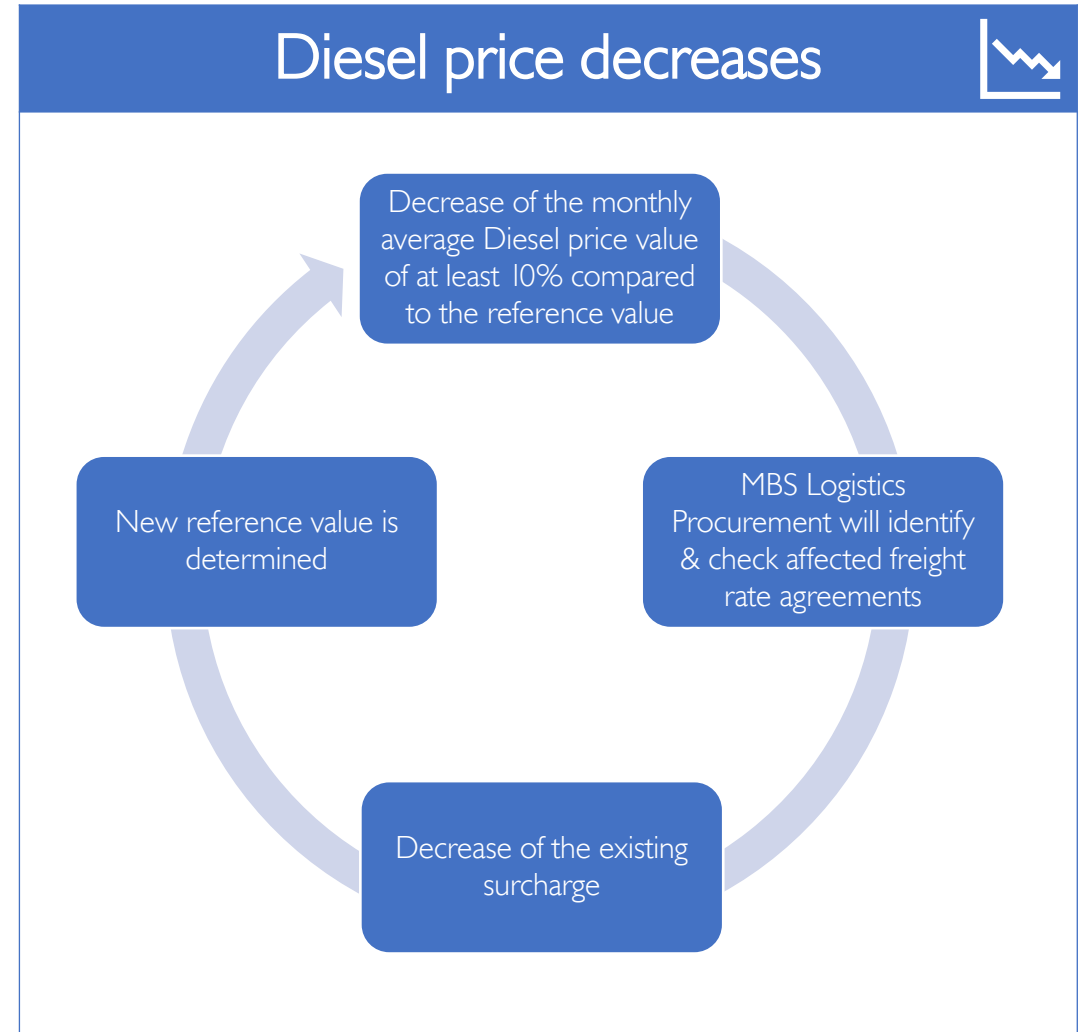 Diesel price decreases
Decrease of the monthly
average Diesel price value
of at least 10% compared
to the reference value
MBS Logistics
Procurement will identify
& check affected freight
rate agreements
Decrease of the existing
surcharge
New reference value is
determined